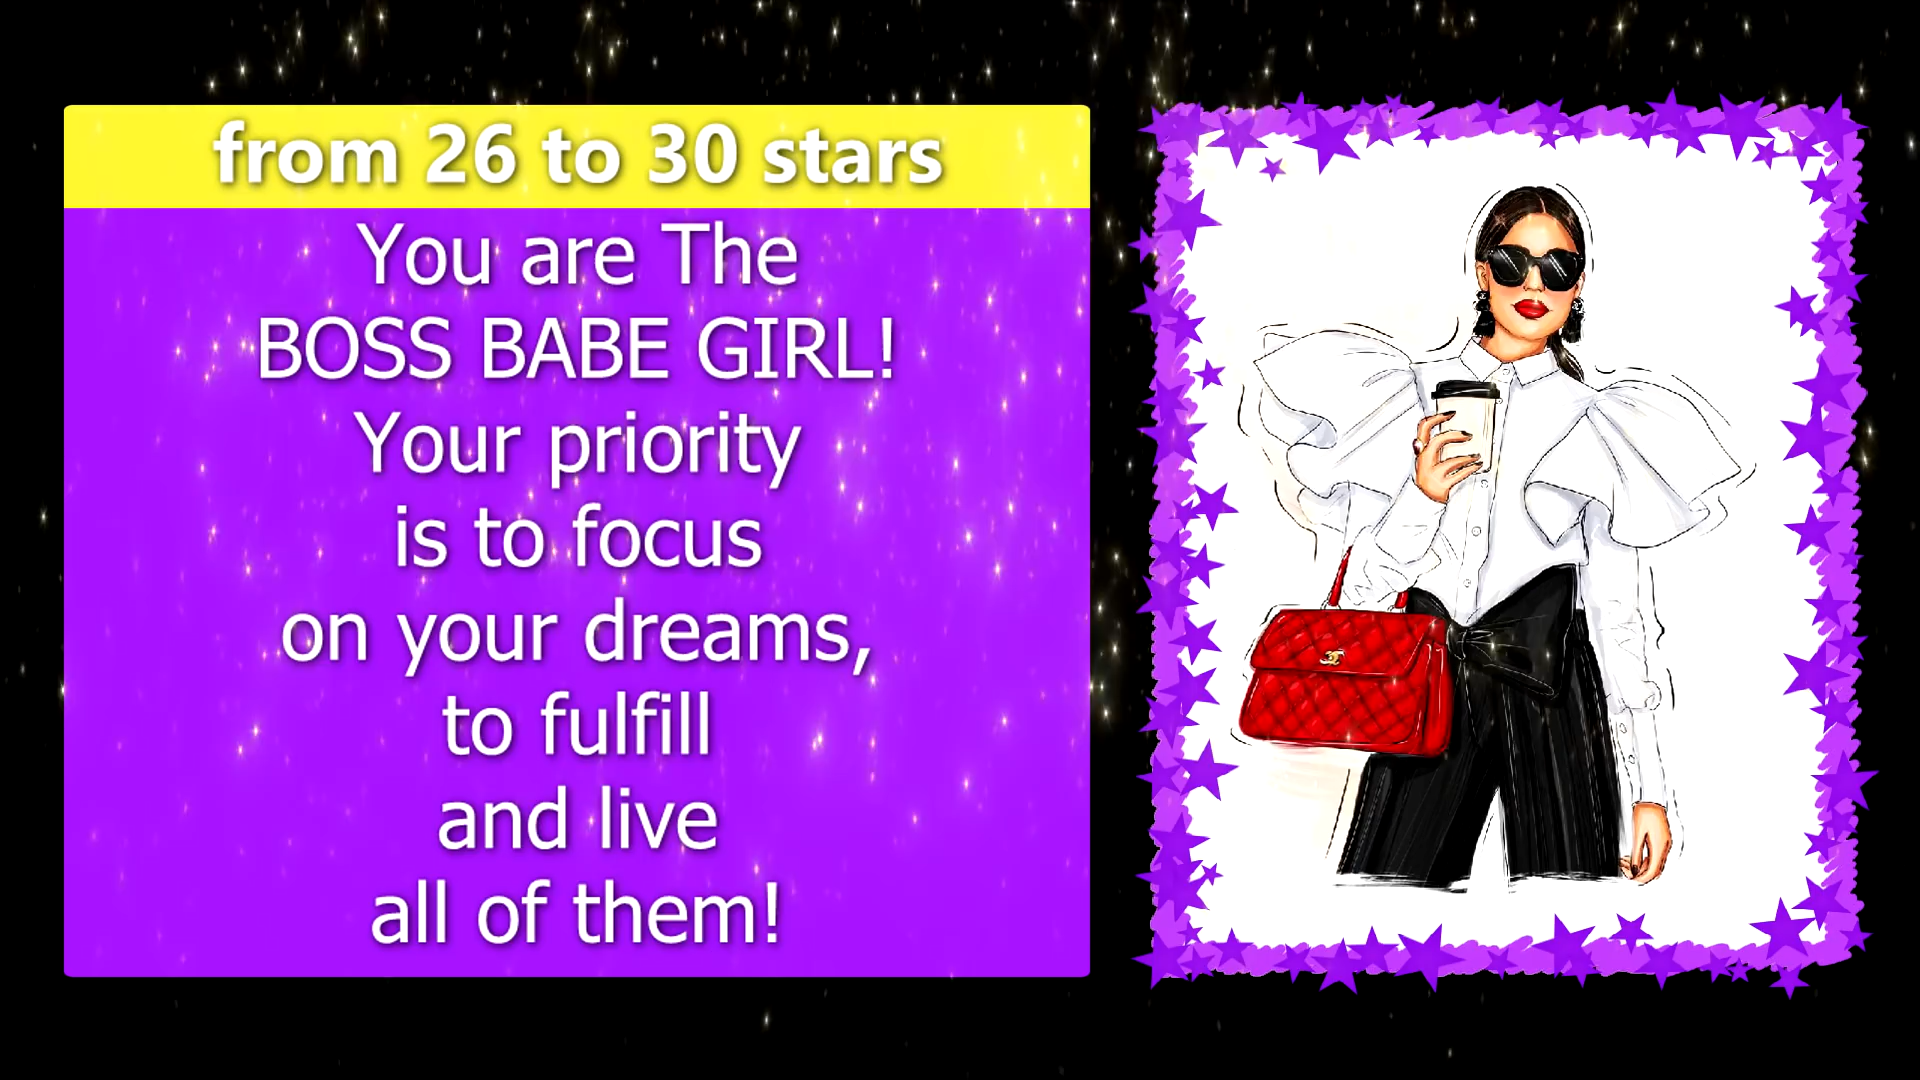 from 26 to 30 stars
You are The
BOSS BABE GIRL!
Your priority
is to focus
on your dreams,
to fulfill
and live
all of them!